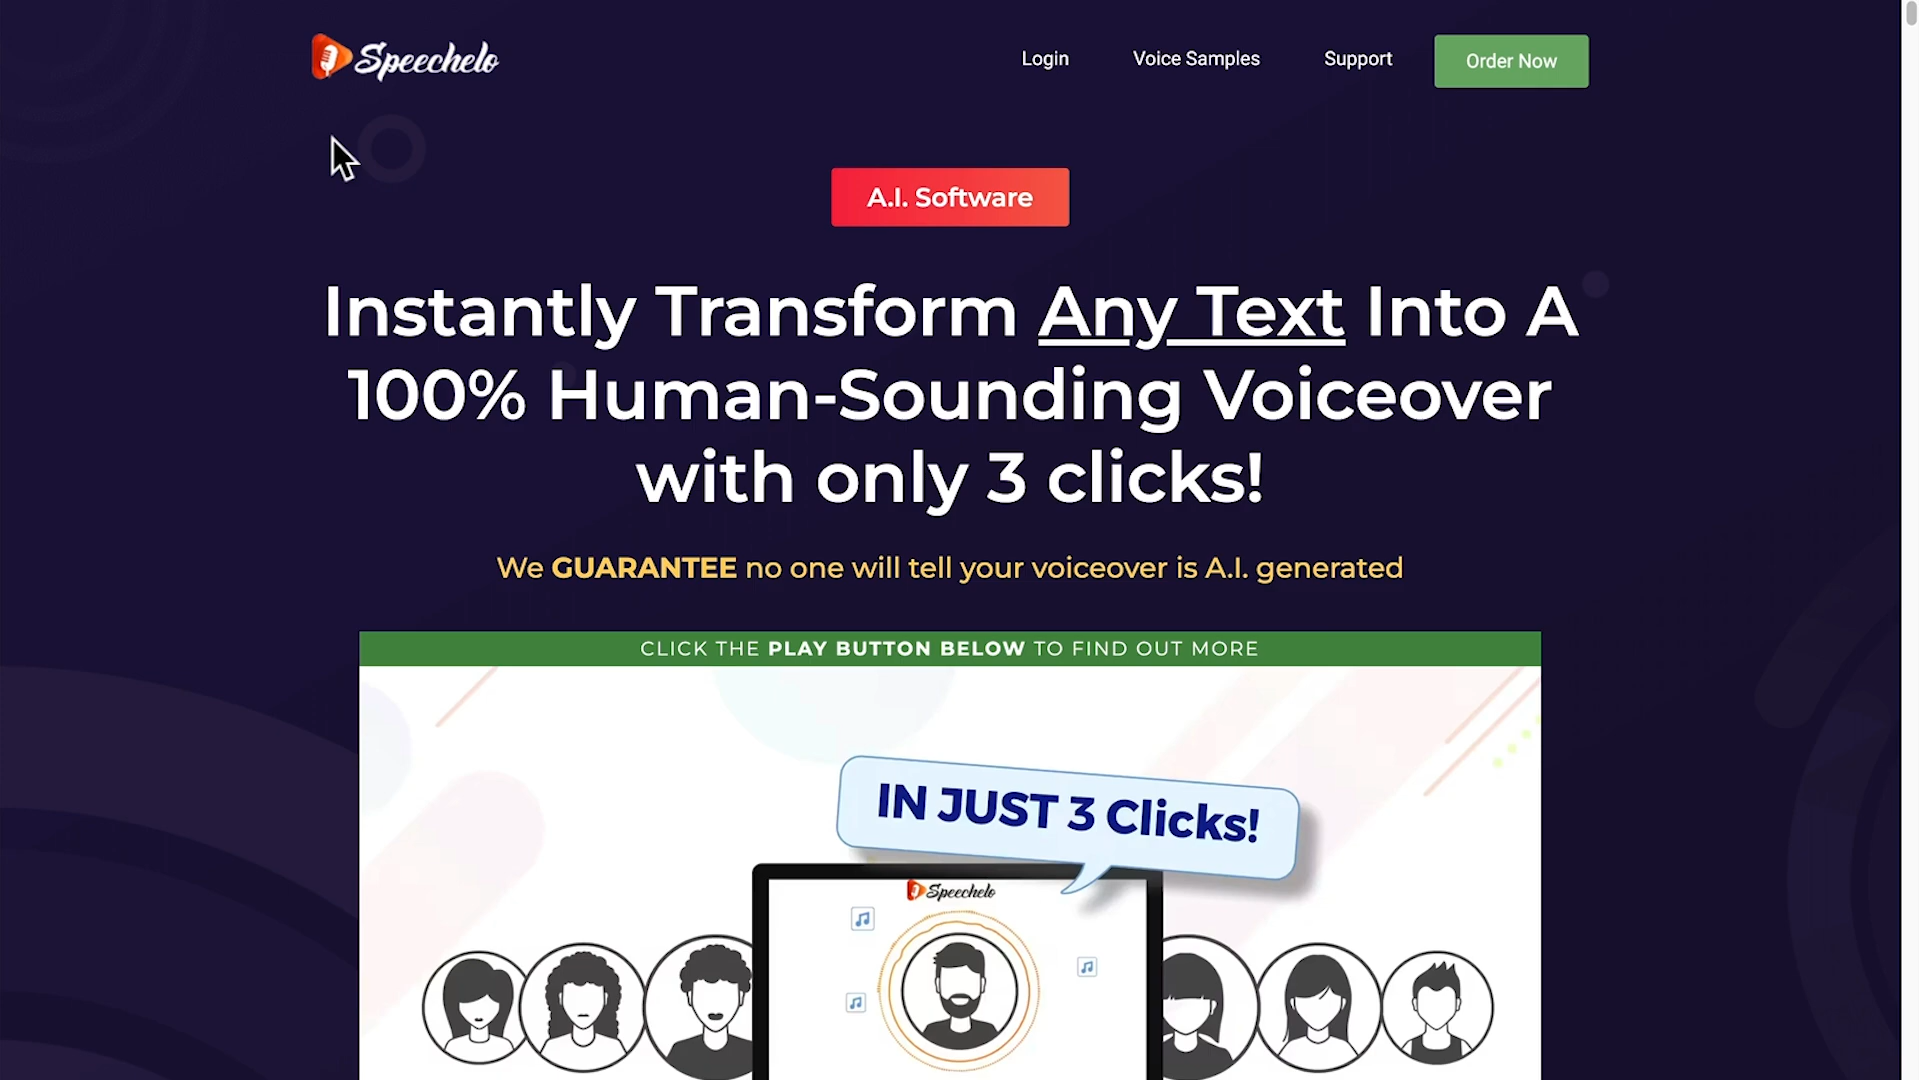 Speechelo
Login
Voice Samples
Support
Order Now
A.I. Software
Instantly Transform Any Text Into A
100% Human-Sounding Voiceover
with only 3 clicks!
We GUARANTEE no one will tell your voiceover is A.I. generated
CLICK THE PLAY BUTTON BELOW TO FIND OUT MORE
IN JUST 3 Clicks!
Speechelo